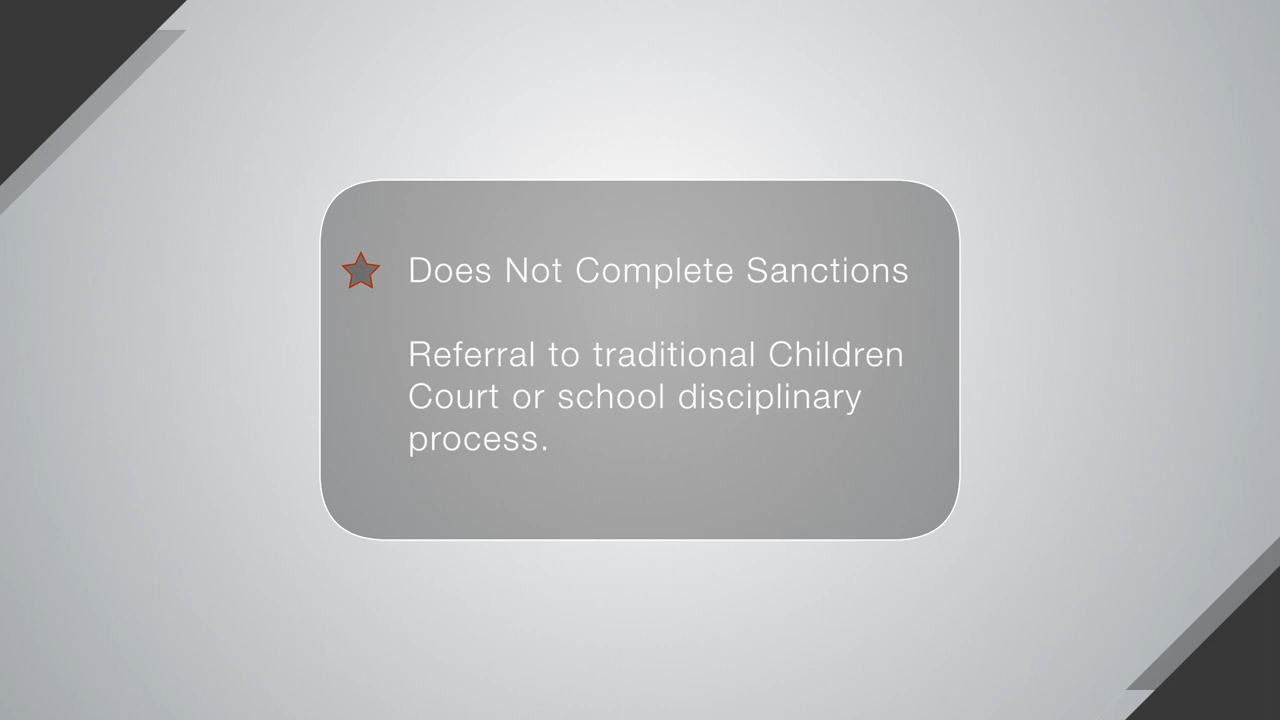 Does Not Complete Sanctions
Referral to traditional Children
Court or school disciplinary
process.